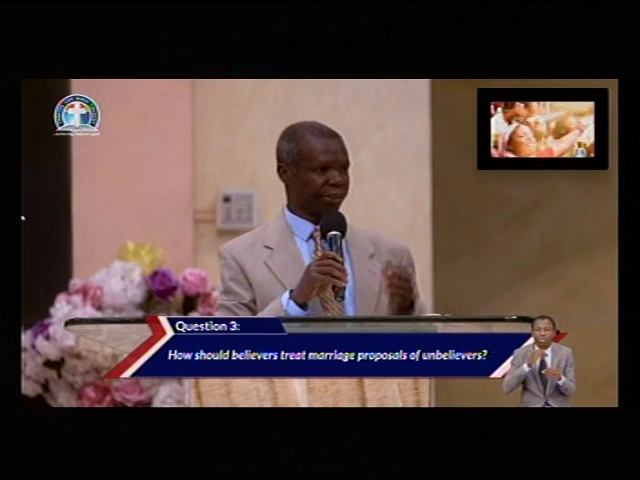 Question 3:
How should believers treat marriage proposals of unbelievers?